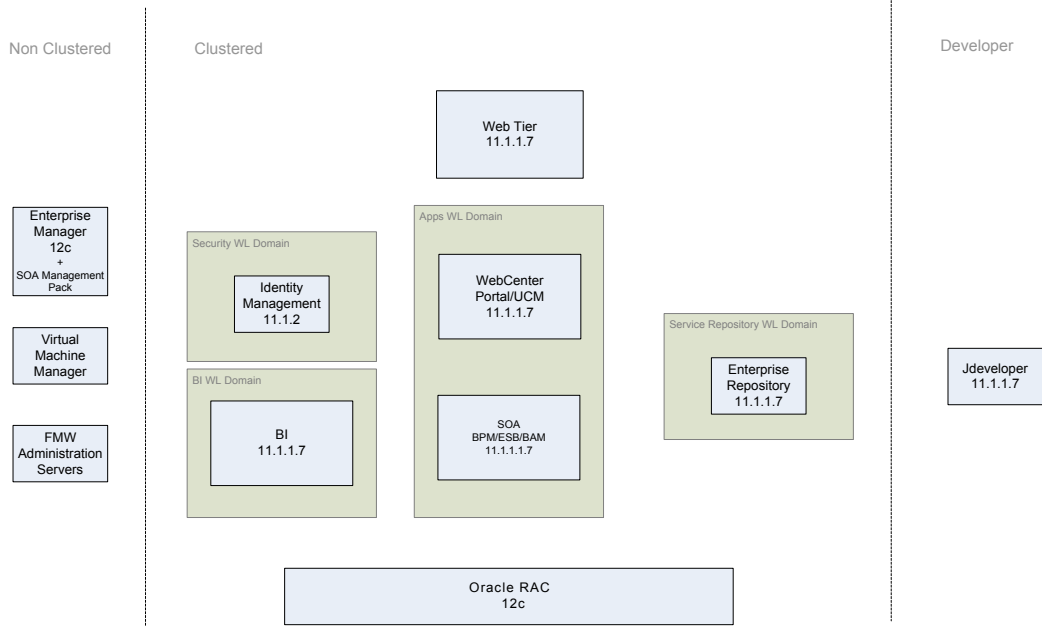 Non Clustered
Clustered
Developer
Web Tier
11.1.1.7
Enterprise
Manager
12c
+
SOA Management
Pack
Virtual
Machine
Manager
FMW
Administration
Servers
Security WL Domain
Identity
Management
11.1.2
BI WL Domain
BI
11.1.1.7
Apps WL Domain
WebCenter
Portal/UCM
11.1.1.7
SOA
BPM/ESB/BAM
11.1.1.1.7
Service Repository WL Domain
Enterprise
Repository
11.1.1.7
Jdeveloper
11.1.1.7
Oracle RAC
12c